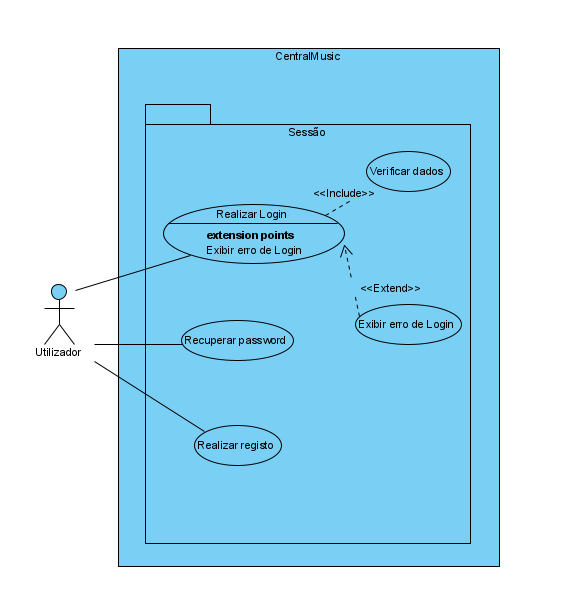 CentralMusic
Sessão
Verificar dados
<<Include>>
Realizar Login
extension points
Exibir erro de Login
<<Extend>>
Exibir erro de Login
Recuperar password
Utilizador
Realizar registo